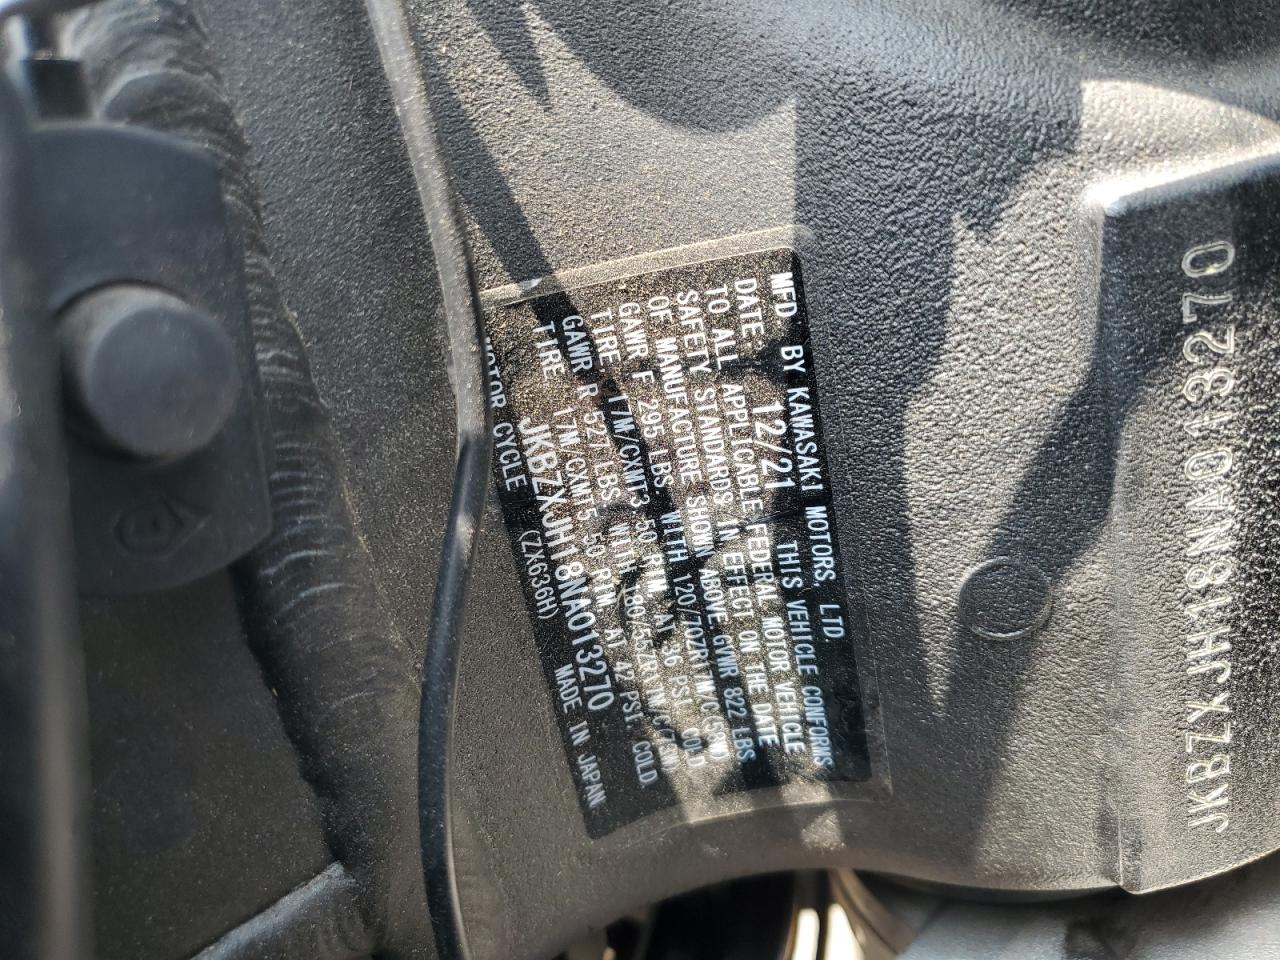 MFD. BY KAWASAKI MOTORS, LTD.
DATE 12/21 THIS VEHICLE CONFORMS
TO ALL APPLICABLE FEDERAL MOTOR VEHICLE
SAFETY STANDARDS IN EFFECT ON THE DATE
OF MANUFACTURE SHOWN ABOVE. GVWR 822 LBS
GAWR F 295 LBS WITH 120/70ZR17M/C(58W)
TIRE, 17M/CXMT3.50 RIM, AT 36 PSI COLD
GAWR R 527 LBS WITH 180/55ZR17M/C(73W)
TIRE, 17M/CXMT5.50 RIM, AT 42 PSI COLD
JKBZXJH18NA013270
MOTOR CYCLE (ZX636H) MADE IN JAPAN
JKBZXJH18NA013270